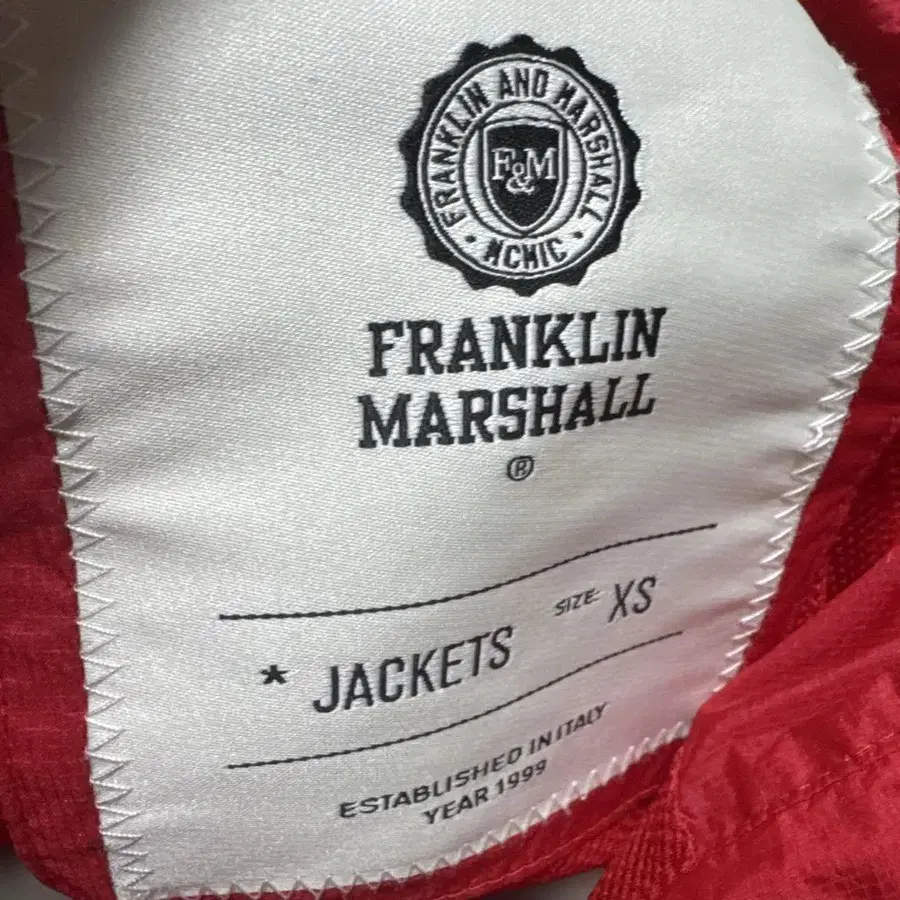 FRANKLIN AND MARSHALL
F&M
· MCMIC ·
FRANKLIN
MARSHALL
®
SIZE: XS
* JACKETS
ESTABLISHED IN ITALY
YEAR 1999